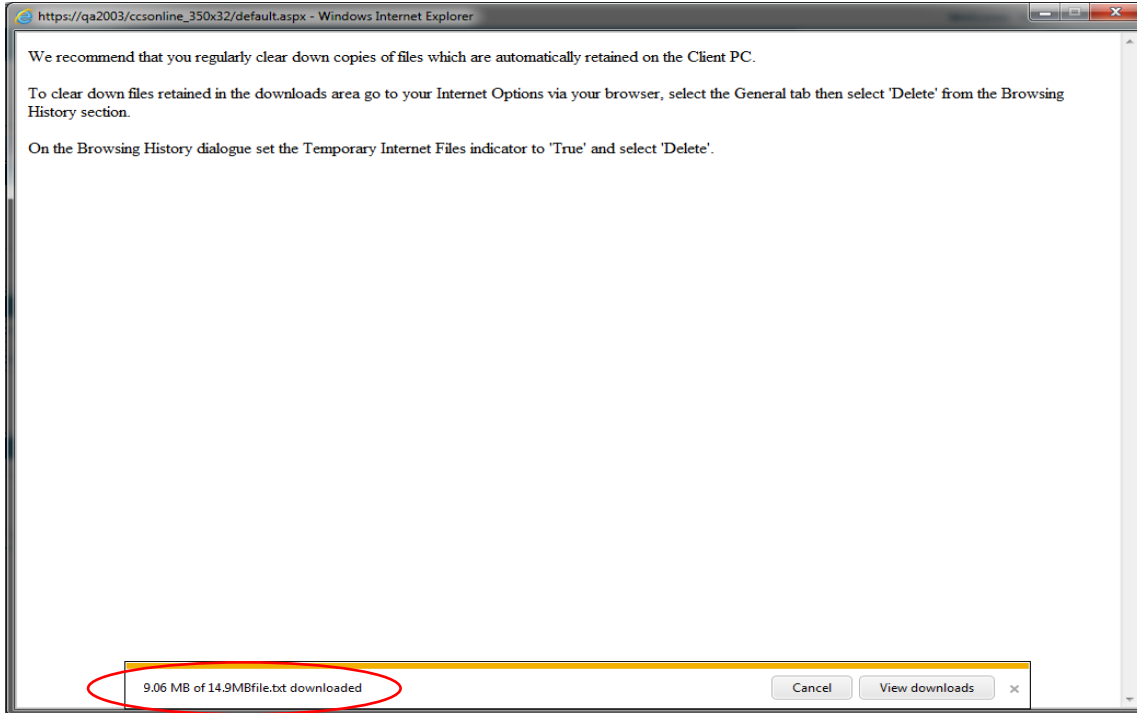 https://qa2003/ccsonline_350x32/default.aspx - Windows Internet Explorer
We recommend that you regularly clear down copies of files which are automatically retained on the Client PC.
To clear down files retained in the downloads area go to your Internet Options via your browser, select the General tab then select 'Delete' from the Browsing
History section.
On the Browsing History dialogue set the Temporary Internet Files indicator to 'True' and select 'Delete'.
9.06 MB of 14.9MBfile.txt downloaded
Cancel
View downloads